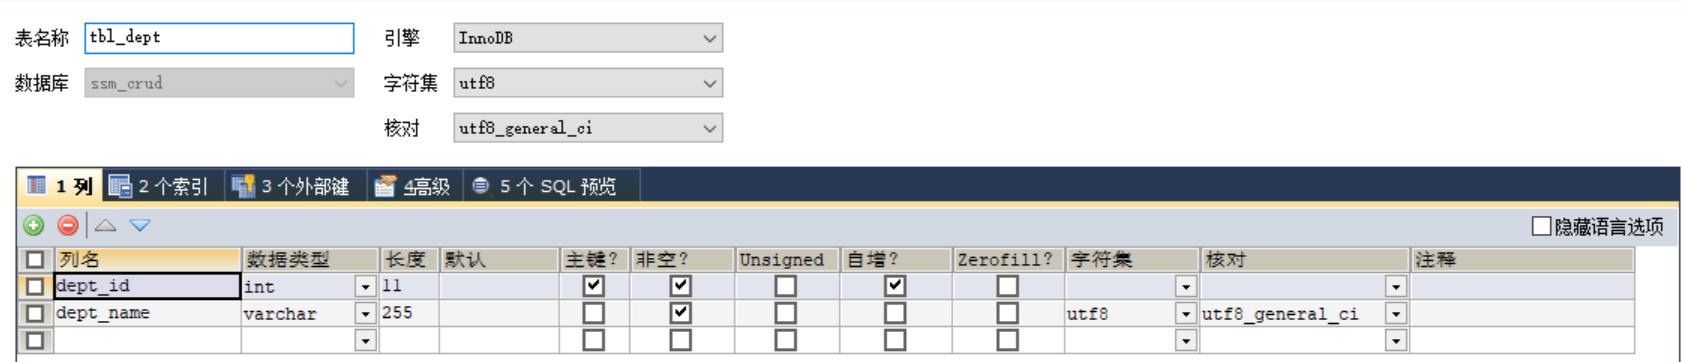 表名称 tbl_dept 引擎 InnoDB
数据库 ssm_crud 字符集 utf8
核对 utf8_general_ci
1 列 2 个索引 3 个外部键 4高级 5 个 SQL 预览
隐藏语言选项
列名 数据类型 长度 默认 主键? 非空? Unsigned 自增? Zerofill? 字符集 核对 注释
dept_id int 11
dept_name varchar 255 utf8 utf8_general_ci